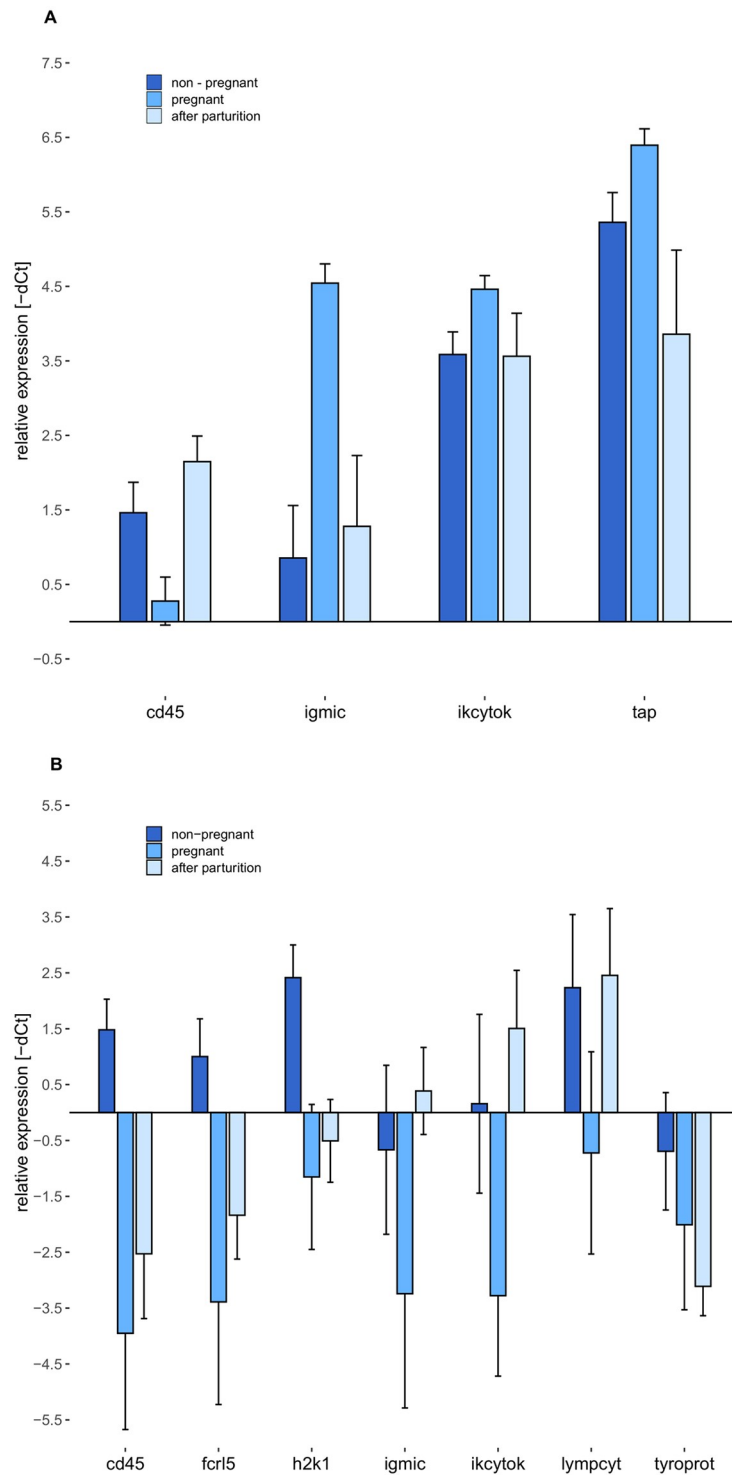 A
7.5
6.5
5.5
4.5
3.5
2.5
1.5
0.5
−0.5
relative expression [−dCt]
non - pregnant
pregnant
after parturition
cd45 igmic ikcytok tap
B
5.5
4.5
3.5
2.5
1.5
0.5
−0.5
−1.5
−2.5
−3.5
−4.5
−5.5
relative expression [−dCt]
non−pregnant
pregnant
after parturition
cd45 fcrl5 h2k1 igmic ikcytok lympcyt tyroprot